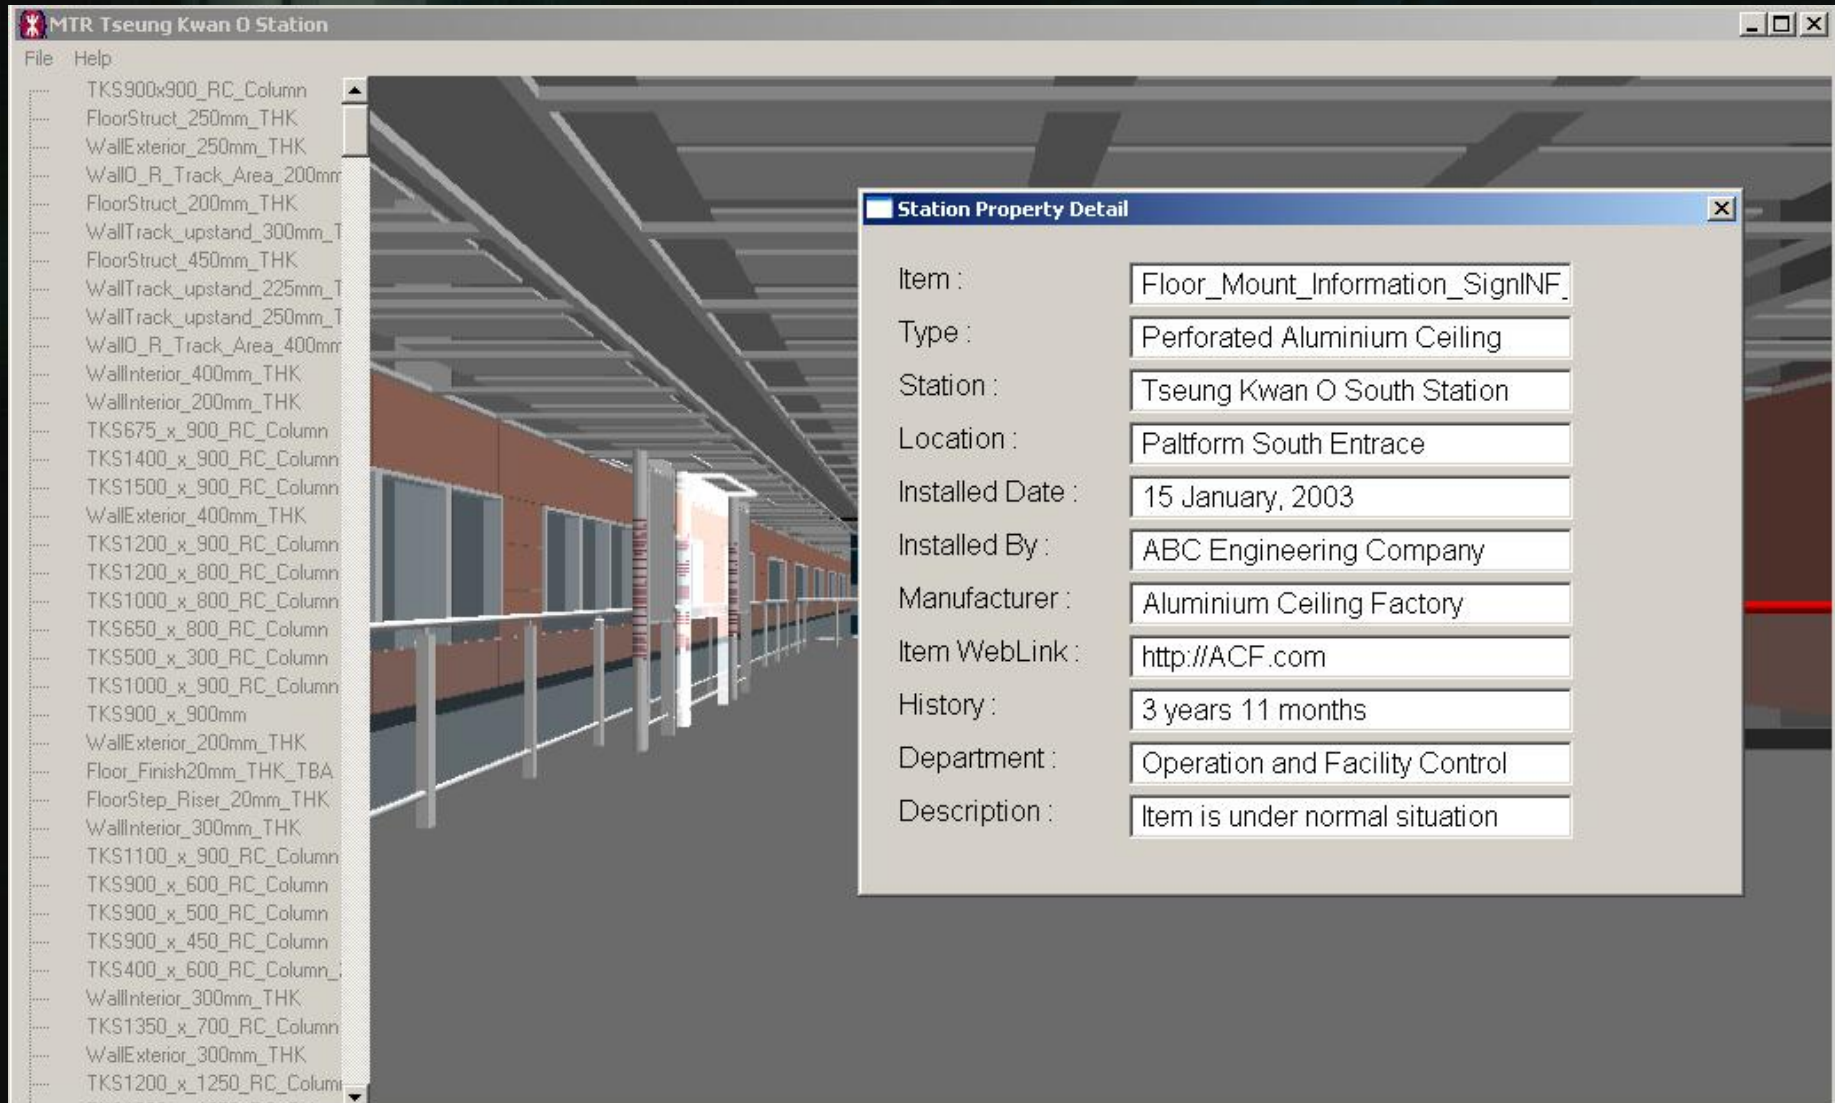 MTR Tseung Kwan O Station
File Help
TKS900x900_RC_Column
FloorStruct_250mm_THK
WallExterior_250mm_THK
WallO_R_Track_Area_200mm
FloorStruct_200mm_THK
WallTrack_upstand_300mm_T
FloorStruct_450mm_THK
WallTrack_upstand_225mm_T
WallTrack_upstand_250mm_T
WallO_R_Track_Area_400mm
WallInterior_400mm_THK
WallInterior_200mm_THK
TKS675_x_900_RC_Column
TKS1400_x_900_RC_Column
TKS1500_x_900_RC_Column
WallExterior_400mm_THK
TKS1200_x_900_RC_Column
TKS1200_x_800_RC_Column
TKS1000_x_800_RC_Column
TKS650_x_800_RC_Column
TKS500_x_300_RC_Column
TKS1000_x_900_RC_Column
TKS900_x_900mm
WallExterior_200mm_THK
Floor_Finish20mm_THK_TBA
FloorStep_Riser_20mm_THK
WallInterior_300mm_THK
TKS1100_x_900_RC_Column
TKS900_x_600_RC_Column
TKS900_x_500_RC_Column
TKS900_x_450_RC_Column
TKS400_x_600_RC_Column_
WallInterior_300mm_THK
TKS1350_x_700_RC_Column
WallExterior_300mm_THK
TKS1200_x_1250_RC_Colum
Station Property Detail
Item : Floor_Mount_Information_SignINF_
Type : Perforated Aluminium Ceiling
Station : Tseung Kwan O South Station
Location : Paltform South Entrace
Installed Date : 15 January, 2003
Installed By : ABC Engineering Company
Manufacturer : Aluminium Ceiling Factory
Item WebLink : http://ACF.com
History : 3 years 11 months
Department : Operation and Facility Control
Description : Item is under normal situation